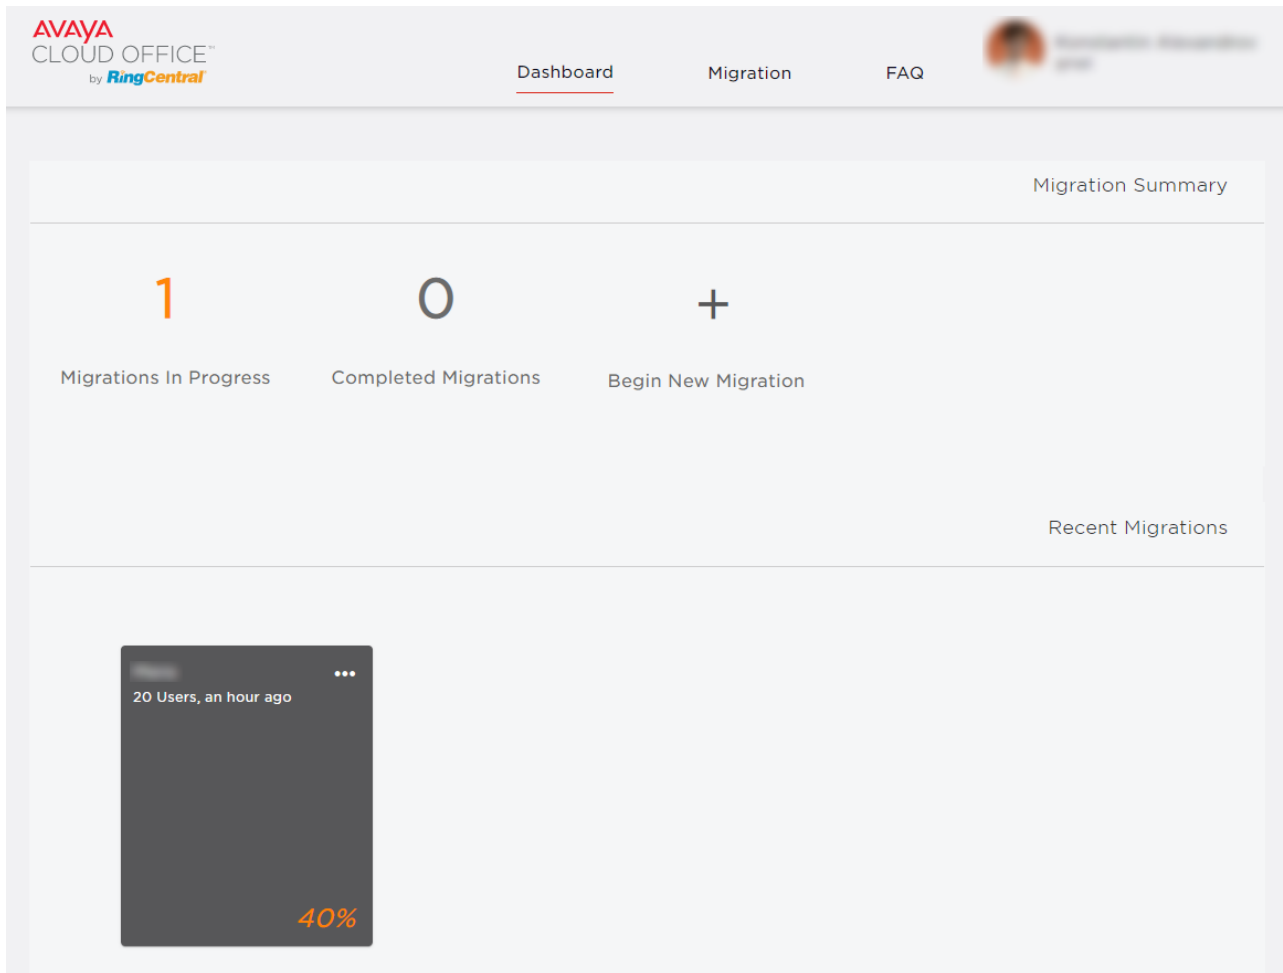 AVAYA
CLOUD OFFICE™
by RingCentral
Dashboard
Migration
FAQ
Migration Summary
1
0
+
Migrations In Progress
Completed Migrations
Begin New Migration
Recent Migrations
•••
20 Users, an hour ago
40%